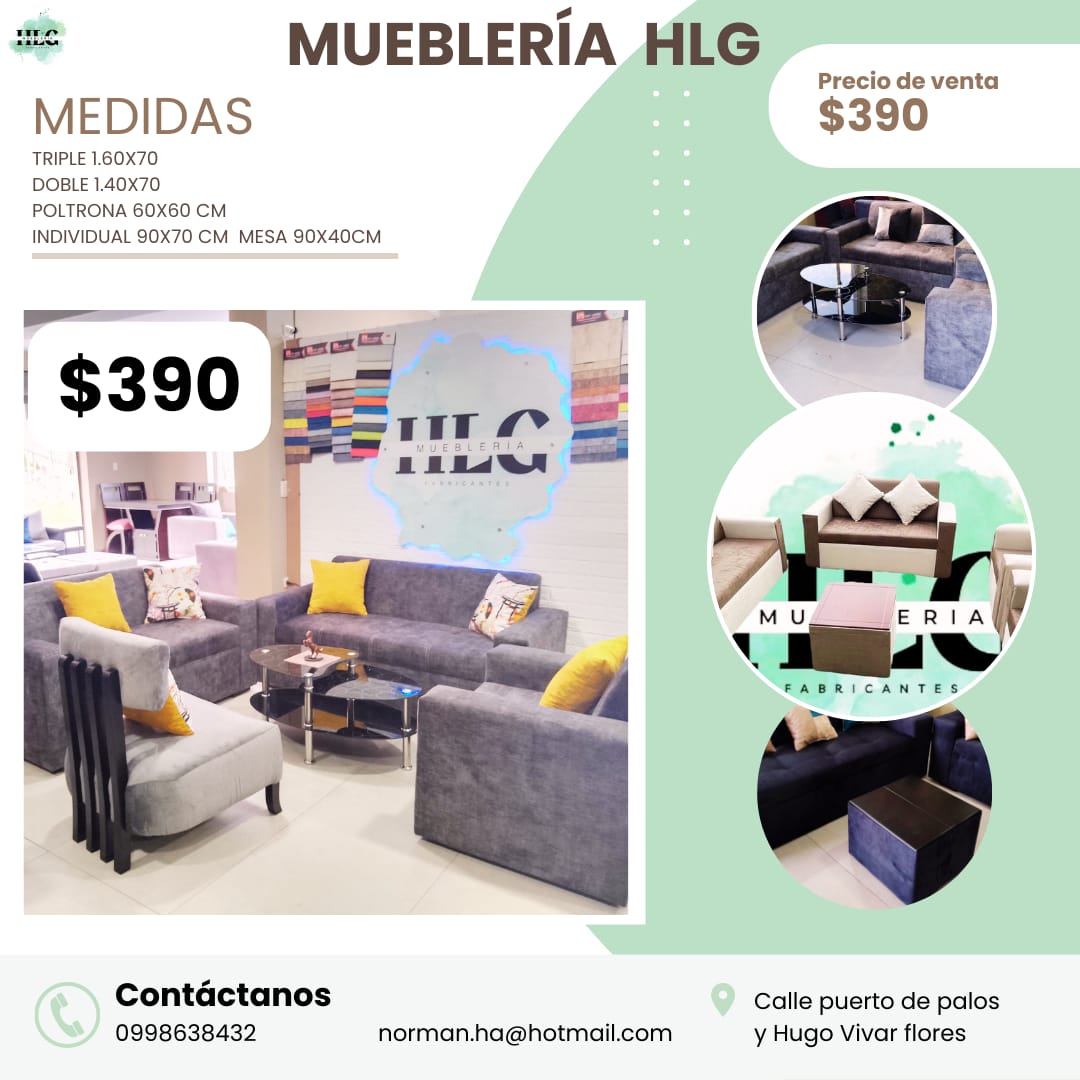 HLG
MUEBLERÍA HLG
Precio de venta
$390
MEDIDAS
TRIPLE 1.60X70
DOBLE 1.40X70
POLTRONA 60X60 CM
INDIVIDUAL 90X70 CM MESA 90X40CM
$390
HLG
MUEBLERIA
FABRICANTES
MU ERIA
FABRICANTES
Contáctanos
0998638432
norman.ha@hotmail.com
Calle puerto de palos
y Hugo Vivar flores